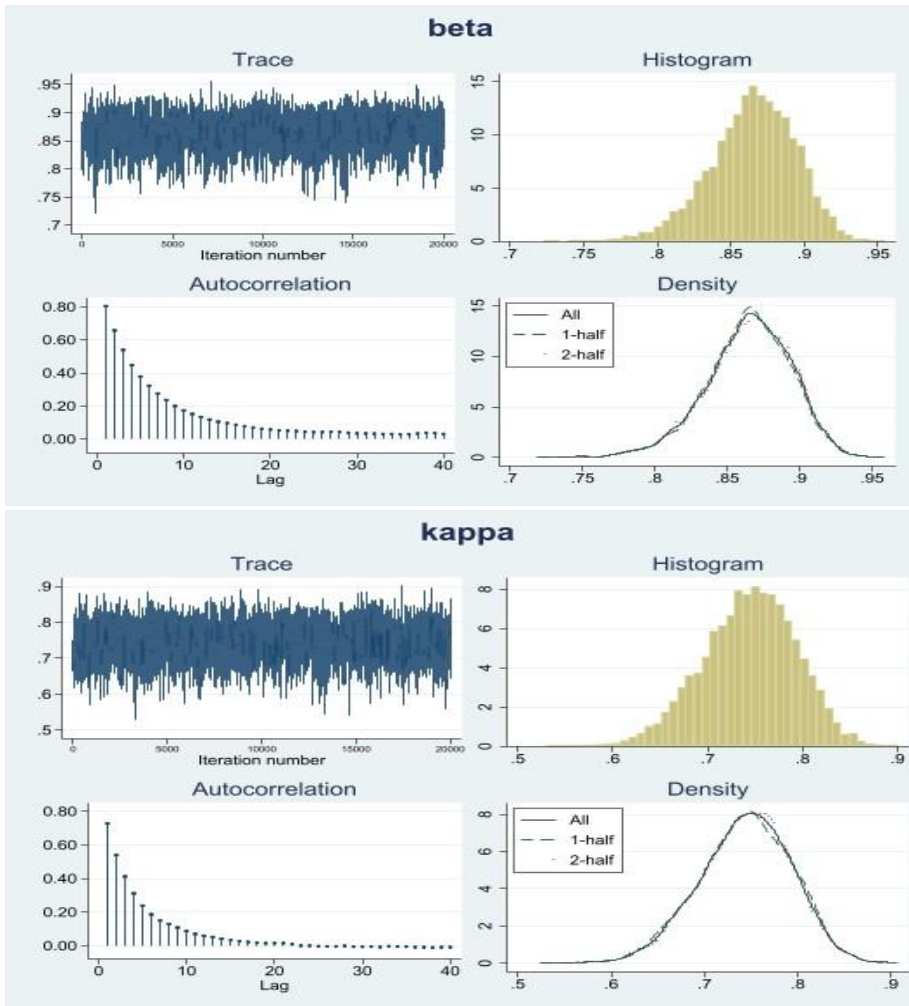 beta
Trace
Histogram
.95
.9
.85
.8
.75
.7
0 5000 10000 15000 20000
Iteration number
15
10
5
0
.7 .75 .8 .85 .9 .95
Autocorrelation
Density
0.80
0.60
0.40
0.20
0.00
0 10 20 30 40
Lag
15
10
5
0
All
1-half
2-half
.7 .75 .8 .85 .9 .95
kappa
Trace
Histogram
.9
.8
.7
.6
.5
0 5000 10000 15000 20000
Iteration number
8
6
4
2
0
.5 .6 .7 .8 .9
Autocorrelation
Density
0.80
0.60
0.40
0.20
0.00
0 10 20 30 40
Lag
8
6
4
2
0
All
1-half
2-half
.5 .6 .7 .8 .9